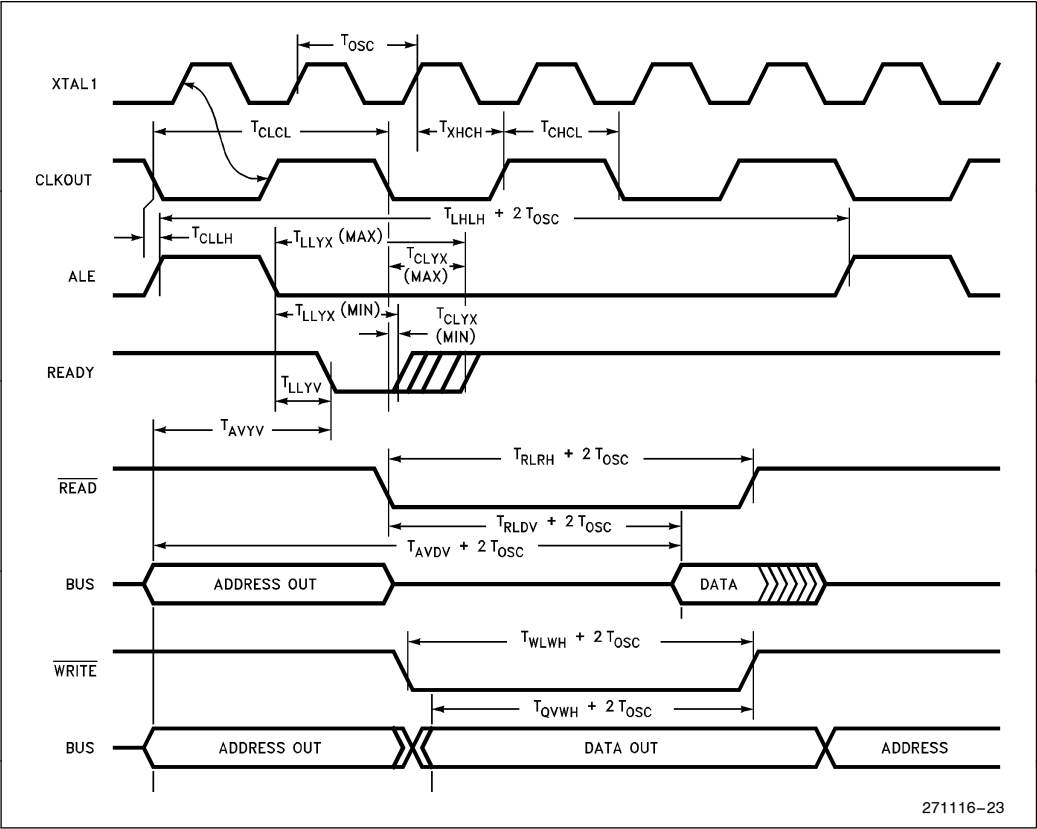 TOSC
XTAL1
TCLCL
TXHCH
TCHCL
CLKOUT
TLHLH + 2 TOSC
TCLLH
TLLYX (MAX)
TCLYX
(MAX)
ALE
TLLYX (MIN)
TCLYX
(MIN)
READY
TLLYV
TAVYV
TRLRH + 2 TOSC
READ
TRLDV + 2 TOSC
TAVDV + 2 TOSC
BUS
ADDRESS OUT
DATA
TWLWH + 2 TOSC
WRITE
TQVWH + 2 TOSC
BUS
ADDRESS OUT
DATA OUT
ADDRESS
271116–23